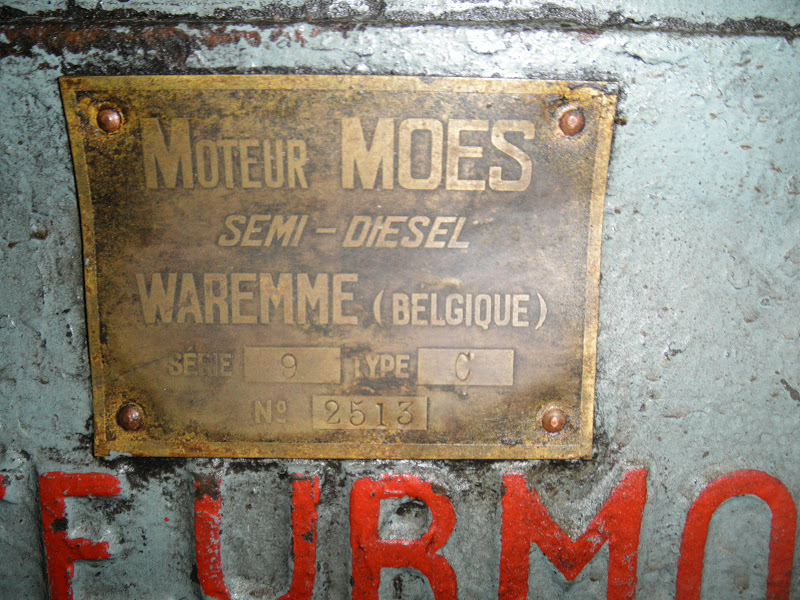 MOTEUR MOES
SEMI-DIESEL
WAREMME (BELGIQUE)
SÉRIE 9 TYPE C
No 2513